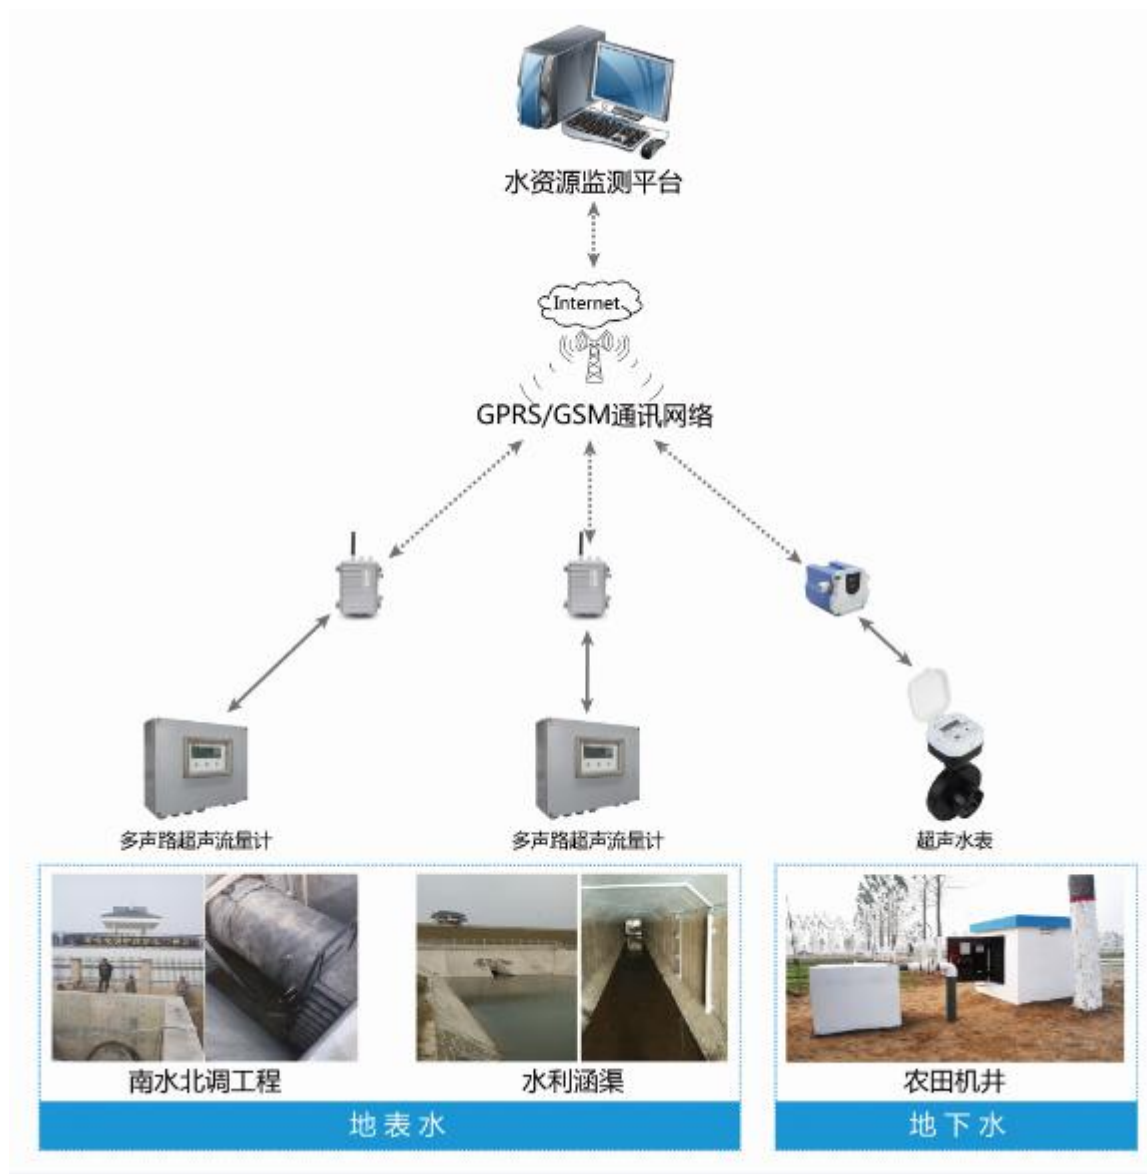 水资源监测平台
Internet
GPRS/GSM通讯网络
多声路超声流量计
多声路超声流量计
超声水表
南水北调工程
水利涵渠
农田机井
地表水
地下水